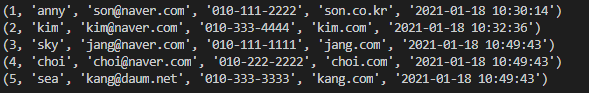 (1, 'anny', 'son@naver.com', '010-111-2222', 'son.co.kr', '2021-01-18 10:30:14')
(2, 'kim', 'kim@naver.com', '010-333-4444', 'kim.com', '2021-01-18 10:32:36')
(3, 'sky', 'jang@naver.com', '010-111-1111', 'jang.com', '2021-01-18 10:49:43')
(4, 'choi', 'choi@naver.com', '010-222-2222', 'choi.com', '2021-01-18 10:49:43')
(5, 'sea', 'kang@daum.net', '010-333-3333', 'kang.com', '2021-01-18 10:49:43')